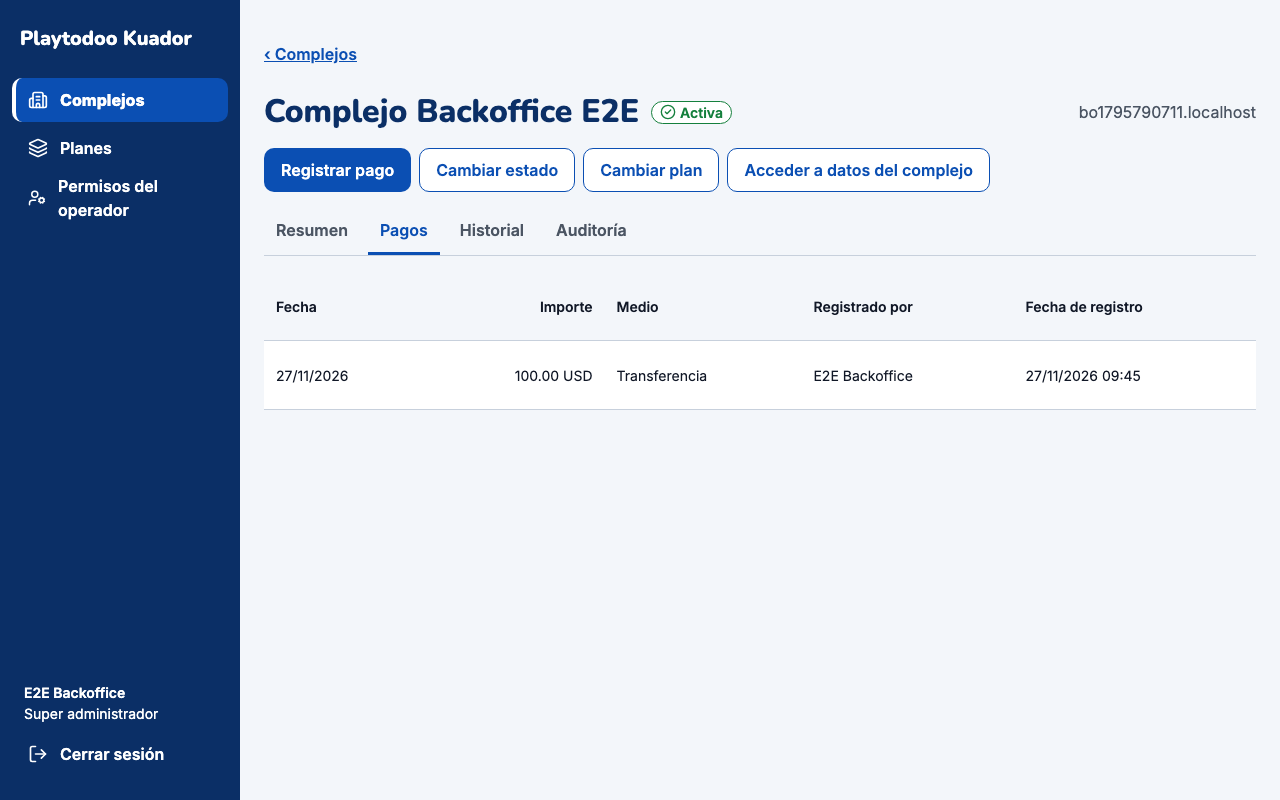 Playtodoo Kuador
Complejos
Planes
Permisos del
operador
E2E Backoffice
Super administrador
Cerrar sesión
‹ Complejos
Complejo Backoffice E2E
Activa
bo1795790711.localhost
Registrar pago
Cambiar estado
Cambiar plan
Acceder a datos del complejo
Resumen
Pagos
Historial
Auditoría
Fecha Importe Medio Registrado por Fecha de registro
27/11/2026 100.00 USD Transferencia E2E Backoffice 27/11/2026 09:45